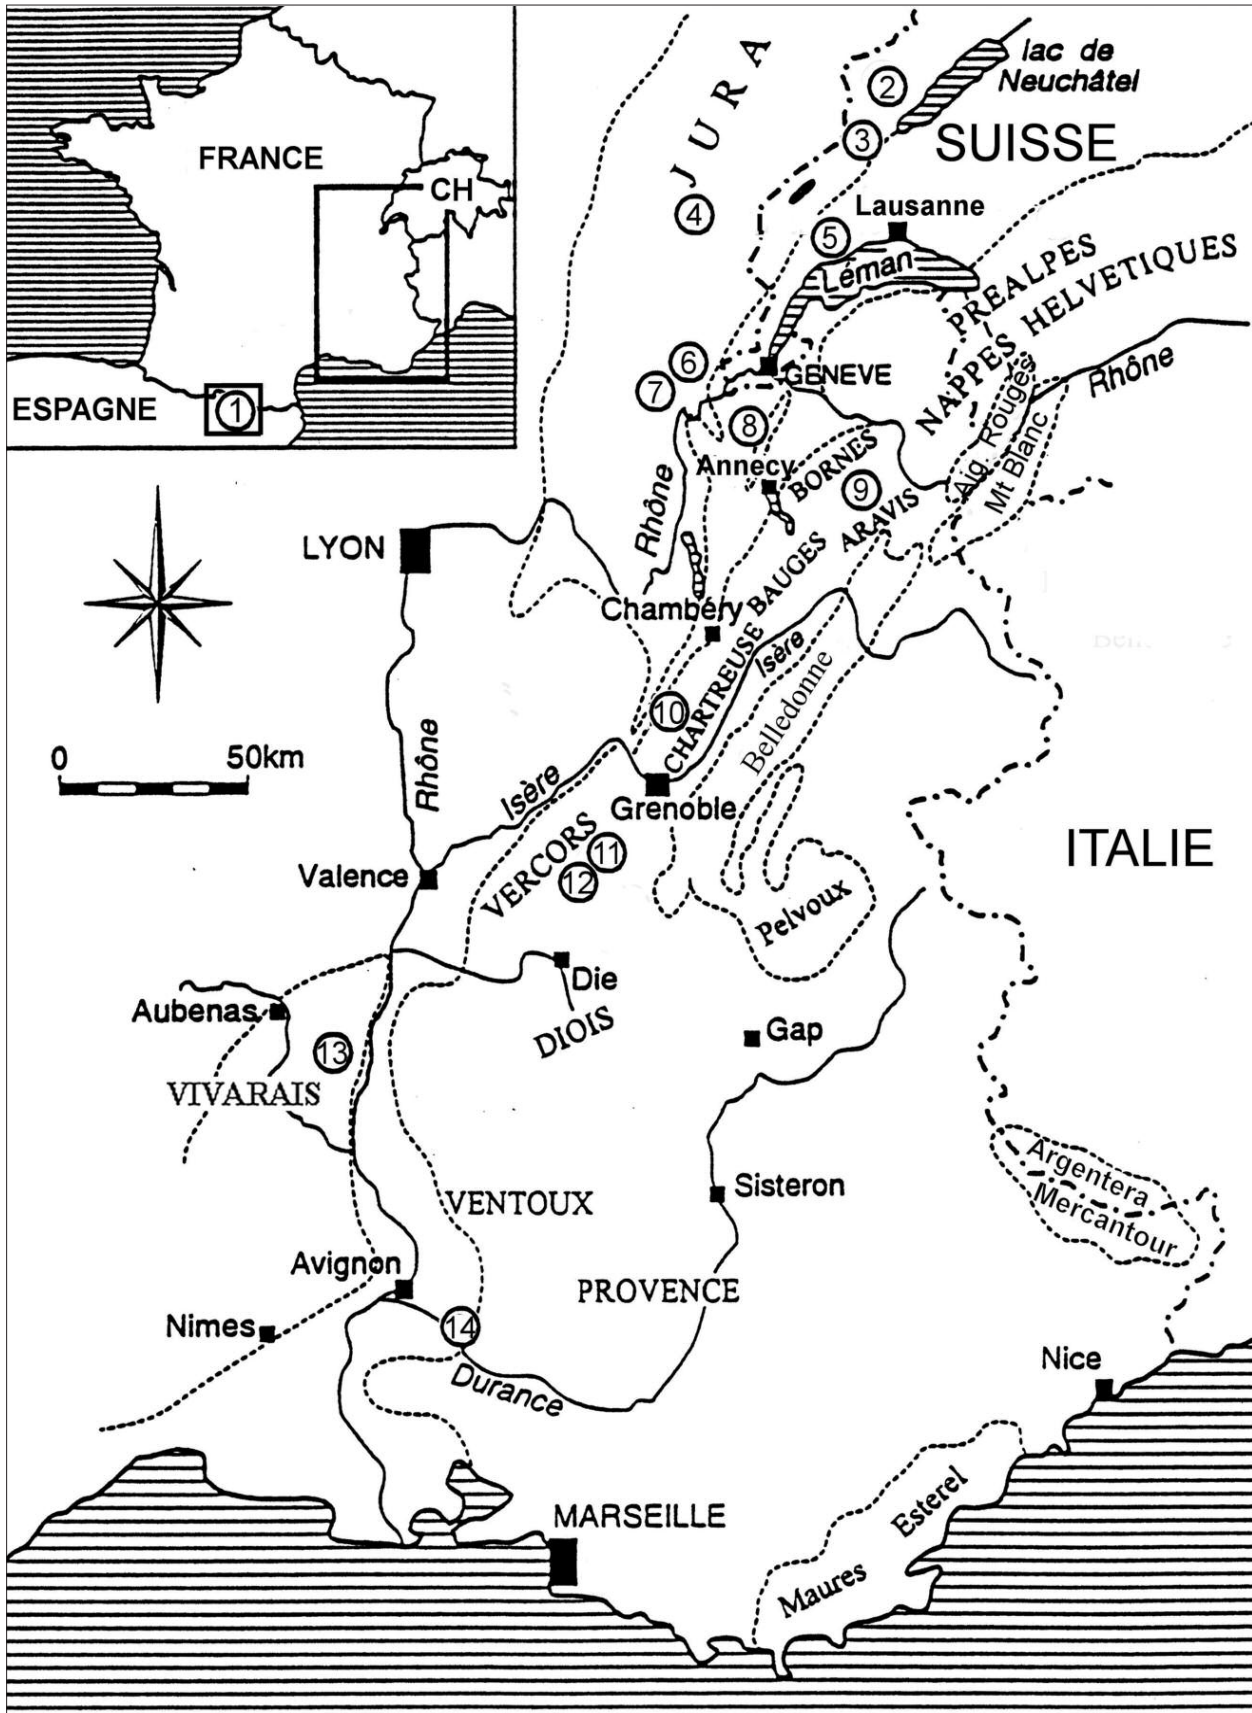 FRANCE
CH
ESPAGNE
1
JURA
lac de
Neuchâtel
2
3
SUISSE
4
Lausanne
5
Léman
PREALPES
NAPPES HELVETIQUES
6
7
GENEVE
Rhône
8
Annecy
BORNES
9
ARAVIS
Aig. Rouges
Mt Blanc
Rhône
LYON
BAUGES
Chambéry
CHARTREUSE
Isère
Belledonne
10
0
50km
Rhône
Isère
Grenoble
ITALIE
VERCORS
11
12
Valence
Pelvoux
Die
DIOIS
Aubenas
Gap
13
VIVARAIS
Argentera
Mercantour
VENTOUX
Sisteron
Avignon
PROVENCE
Nimes
14
Durance
Nice
MARSEILLE
Esterel
Maures